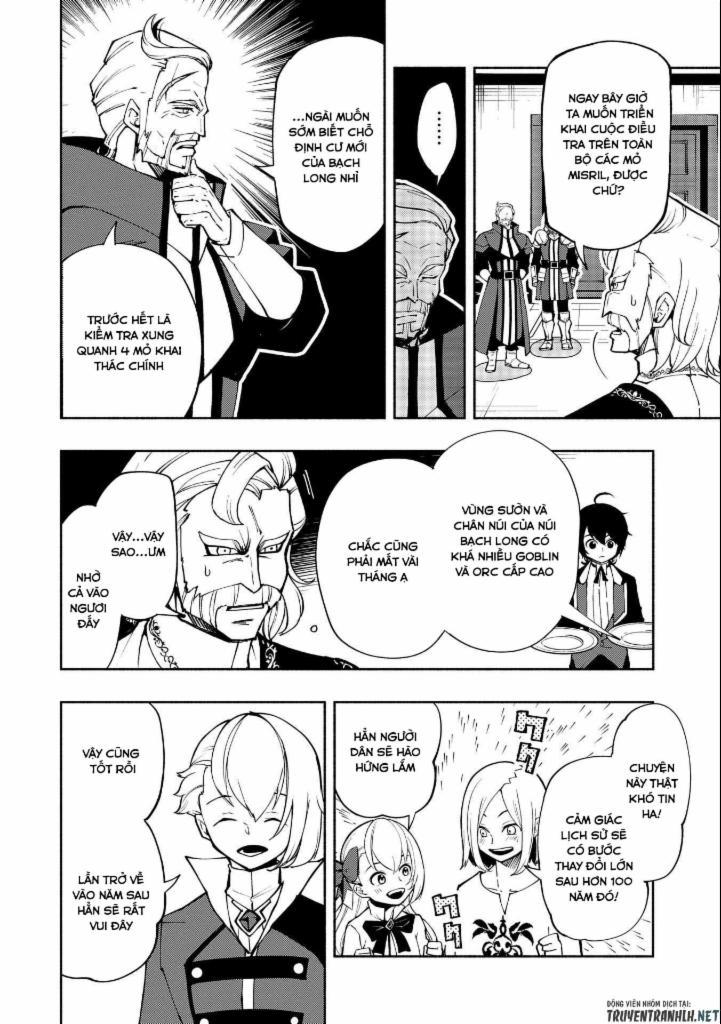 NGAY BÂY GIỜ
TA MUỐN TRIỂN
KHAI CUỘC ĐIỀU
TRA TRÊN TOÀN
BỘ CÁC MỎ
MISRIL, ĐƯỢC
CHỨ?
......
...NGÀI MUỐN
SỚM BIẾT CHỖ
ĐỊNH CƯ MỚI
CỦA BẠCH
LONG NHỈ
TRƯỚC HẾT LÀ
KIỂM TRA XUNG
QUANH 4 MỎ KHAI
THÁC CHÍNH
VÙNG SƯỜN VÀ
CHÂN NÚI CỦA NÚI
BẠCH LONG CÓ
KHÁ NHIỀU GOBLIN
VÀ ORC CẤP CAO
CHẮC CŨNG
PHẢI MẤT VÀI
THÁNG Ạ
VẬY...VẬY
SAO...ƯM
NHỜ
CẢ VÀO
NGƯƠI
ĐẤY
CHUYỆN
NÀY THẬT
KHÓ TIN
HA!
CẢM GIÁC
LỊCH SỬ SẼ
CÓ BƯỚC
THAY ĐỔI LỚN
SAU HƠN 100
NĂM ĐÓ!
HẲN NGƯỜI
DÂN SẼ HÀO
HỨNG LẮM
ワク
ワク
VẬY CŨNG
TỐT RỒI
LẦN TRỞ VỀ
VÀO NĂM SAU
HẲN SẼ RẤT
VUI ĐÂY
ĐỘNG VIÊN NHÓM DỊCH TẠI:
TRUYENTRANHLH.NET